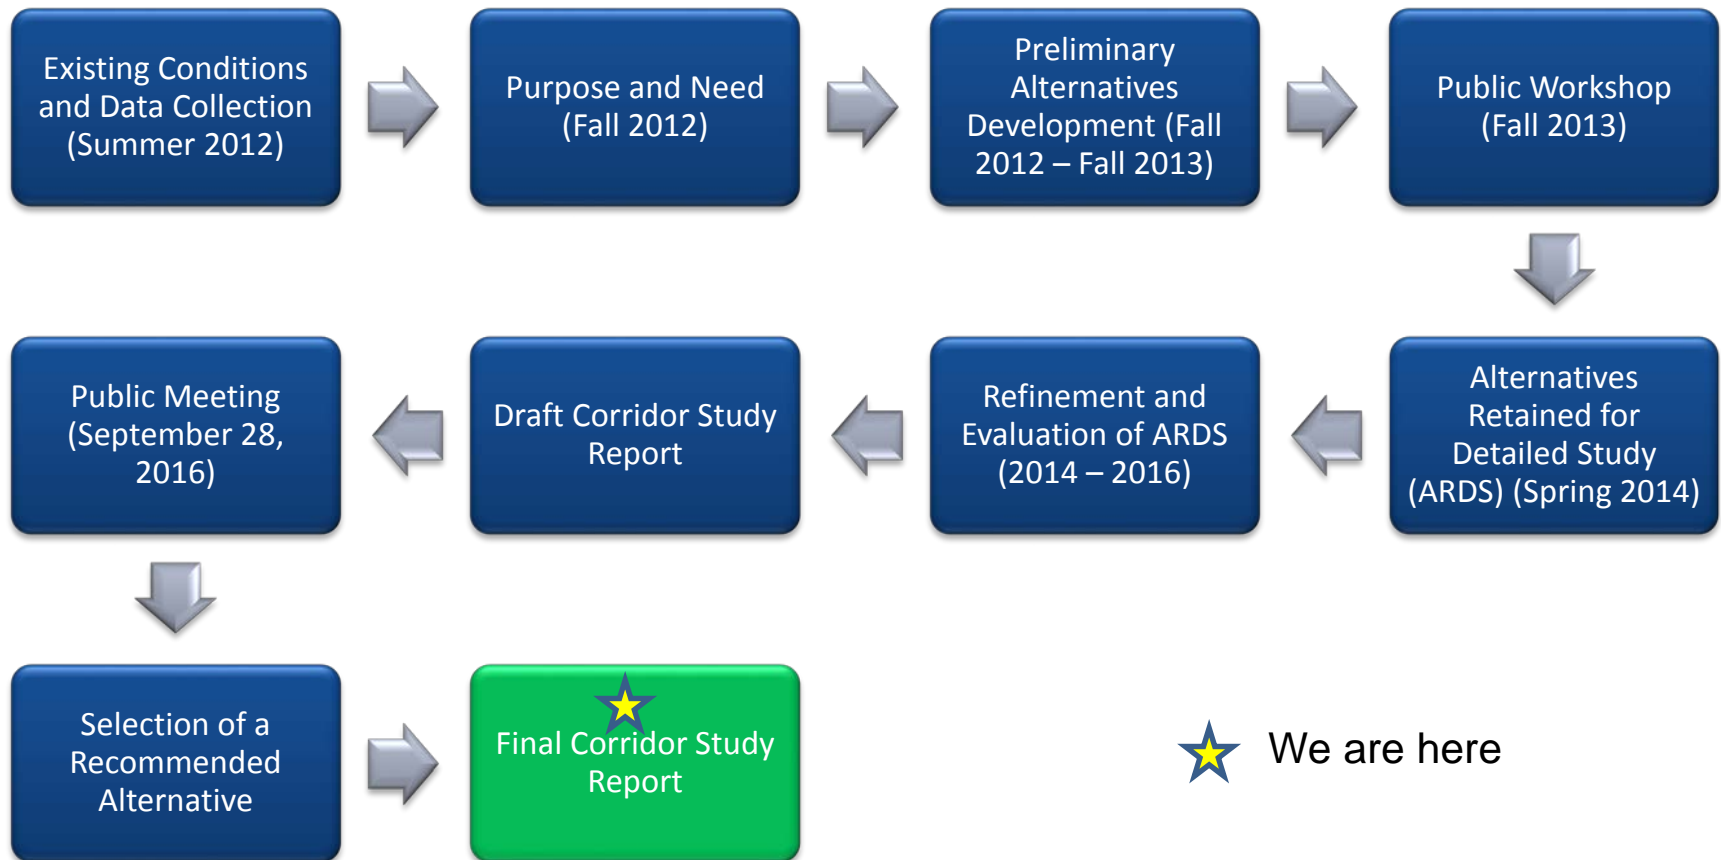 Existing Conditions
and Data Collection
(Summer 2012)
Purpose and Need
(Fall 2012)
Preliminary
Alternatives
Development (Fall
2012 – Fall 2013)
Public Workshop
(Fall 2013)
Alternatives
Retained for
Detailed Study
(ARDS) (Spring 2014)
Refinement and
Evaluation of ARDS
(2014 – 2016)
Draft Corridor Study
Report
Public Meeting
(September 28,
2016)
Selection of a
Recommended
Alternative
Final Corridor Study
Report
We are here